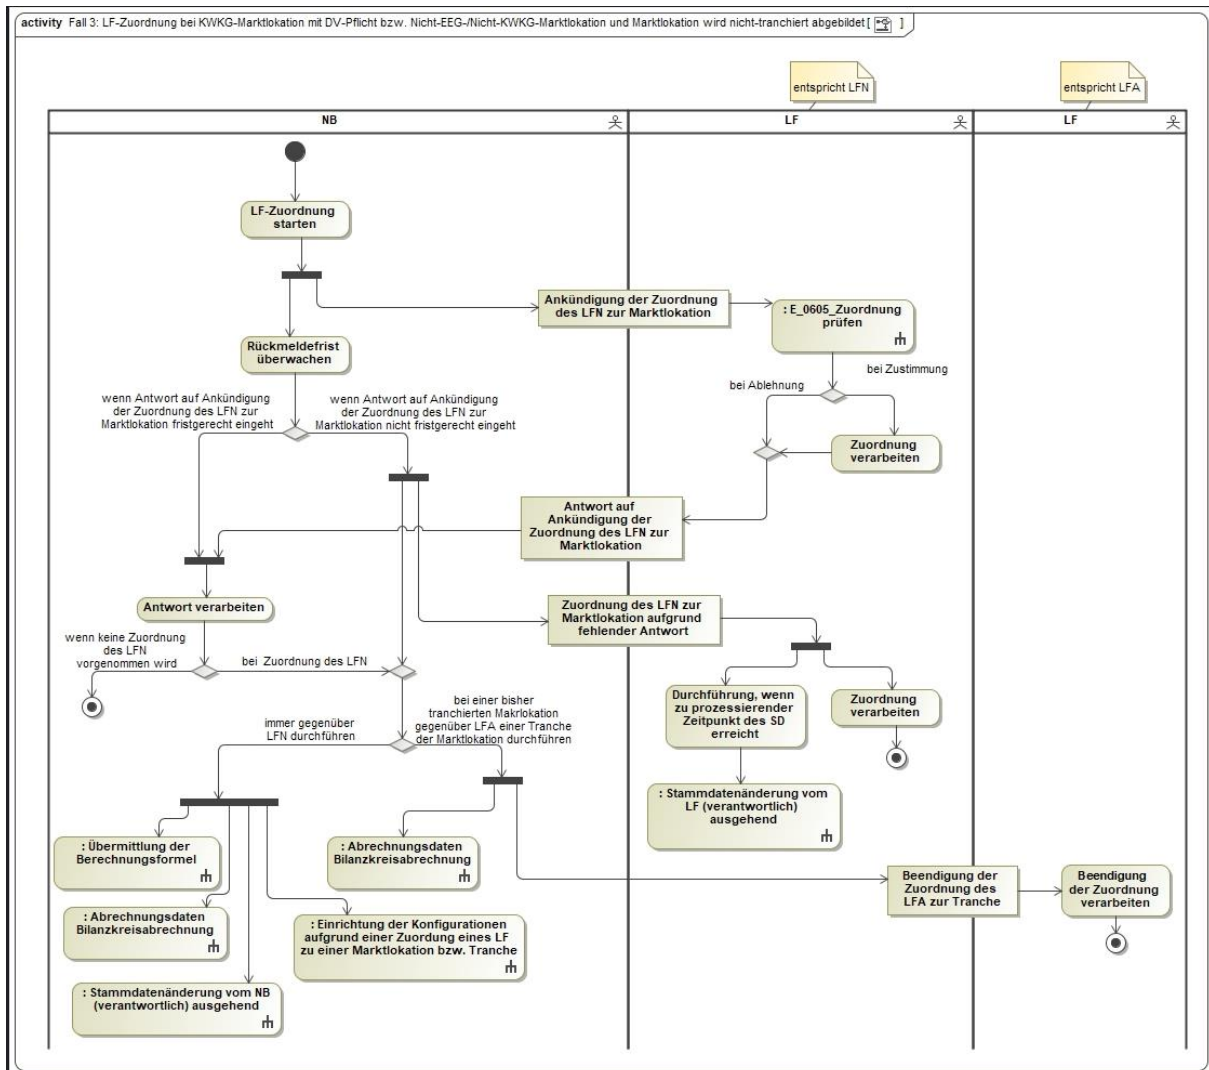 activity Fall 3: LF-Zuordnung bei KWKG-Marktlokation mit DV-Pflicht bzw. Nicht-EEG-/Nicht-KWKG-Marktlokation und Marktlokation wird nicht-tranchiert abgebildet [ ]
entspricht LFN
entspricht LFA
NB
LF
LF
LF-Zuordnung
starten
Ankündigung der Zuordnung
des LFN zur Marktlokation
: E_0605_Zuordnung
prüfen
Rückmeldefrist
überwachen
bei Zustimmung
bei Ablehnung
wenn Antwort auf Ankündigung
der Zuordnung des LFN zur
Marktlokation fristgerecht eingeht
wenn Antwort auf Ankündigung
der Zuordnung des LFN zur
Marktlokation nicht fristgerecht eingeht
Zuordnung
verarbeiten
Antwort auf
Ankündigung der
Zuordnung des LFN zur
Marktlokation
Antwort verarbeiten
Zuordnung des LFN zur
Marktlokation aufgrund
fehlender Antwort
wenn keine Zuordnung
des LFN
vorgenommen wird
bei Zuordnung des LFN
Durchführung, wenn
zu prozessierender
Zeitpunkt des SD
erreicht
Zuordnung
verarbeiten
immer gegenüber
LFN durchführen
bei einer bisher
tranchierten Makrlokation
gegenüber LFA einer Tranche
der Marktlokation durchführen
: Stammdatenänderung vom
LF (verantwortlich)
ausgehend
: Übermittlung der
Berechnungsformel
: Abrechnungsdaten
Bilanzkreisabrechnung
Beendigung der
Zuordnung des
LFA zur Tranche
Beendigung
der Zuordnung
verarbeiten
: Abrechnungsdaten
Bilanzkreisabrechnung
: Einrichtung der Konfigurationen
aufgrund einer Zuordung eines LF
zu einer Marktlokation bzw. Tranche
: Stammdatenänderung vom NB
(verantwortlich) ausgehend